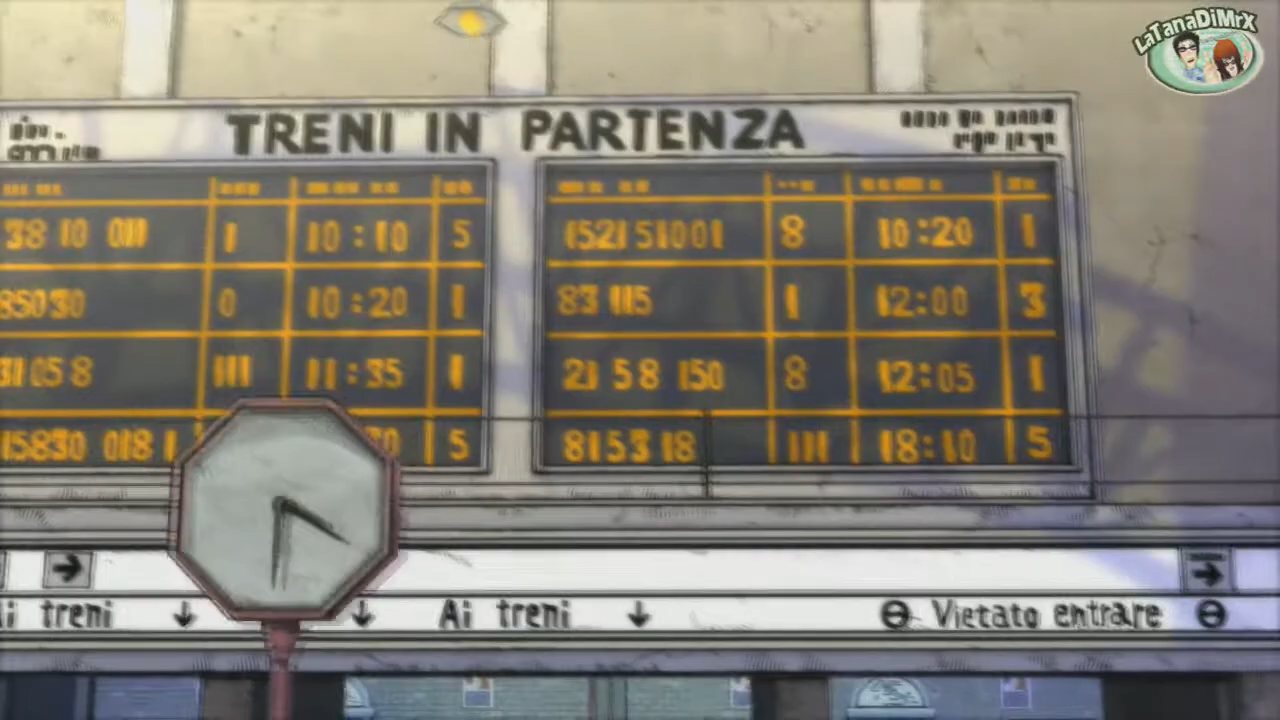 LaTanaDiMrX
TRENI IN PARTENZA
38 10 1 10:10 5
85030 0 10:20 1
31 05 8 111 11:35 1
15830 018 1 5
1521 51001 8 10:20 1
83 115 1 12:00 3
21 58 150 8 12:05 1
8153 18 111 18:10 5
treni ↓ ↓ Ai treni ↓ Vietato entrare